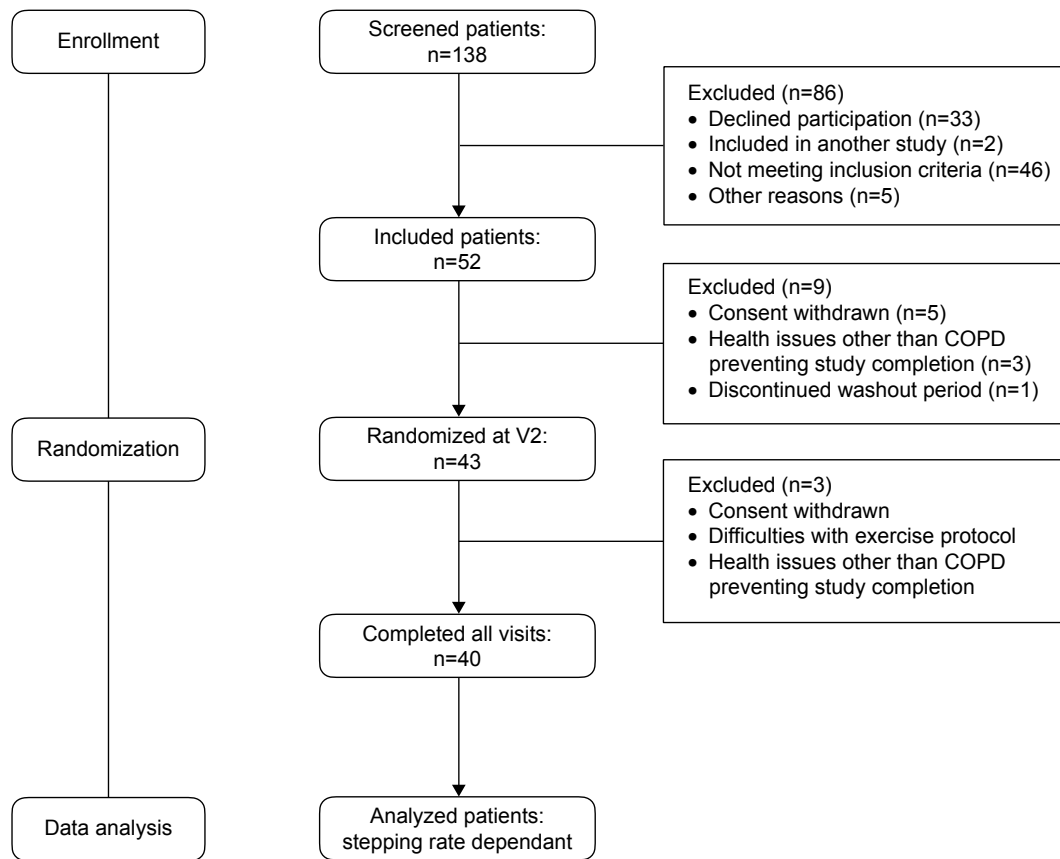 Enrollment
Screened patients:
n=138
Excluded (n=86)
• Declined participation (n=33)
• Included in another study (n=2)
• Not meeting inclusion criteria (n=46)
• Other reasons (n=5)
Included patients:
n=52
Excluded (n=9)
• Consent withdrawn (n=5)
• Health issues other than COPD
preventing study completion (n=3)
• Discontinued washout period (n=1)
Randomization
Randomized at V2:
n=43
Excluded (n=3)
• Consent withdrawn
• Difficulties with exercise protocol
• Health issues other than COPD
preventing study completion
Completed all visits:
n=40
Data analysis
Analyzed patients:
stepping rate dependant